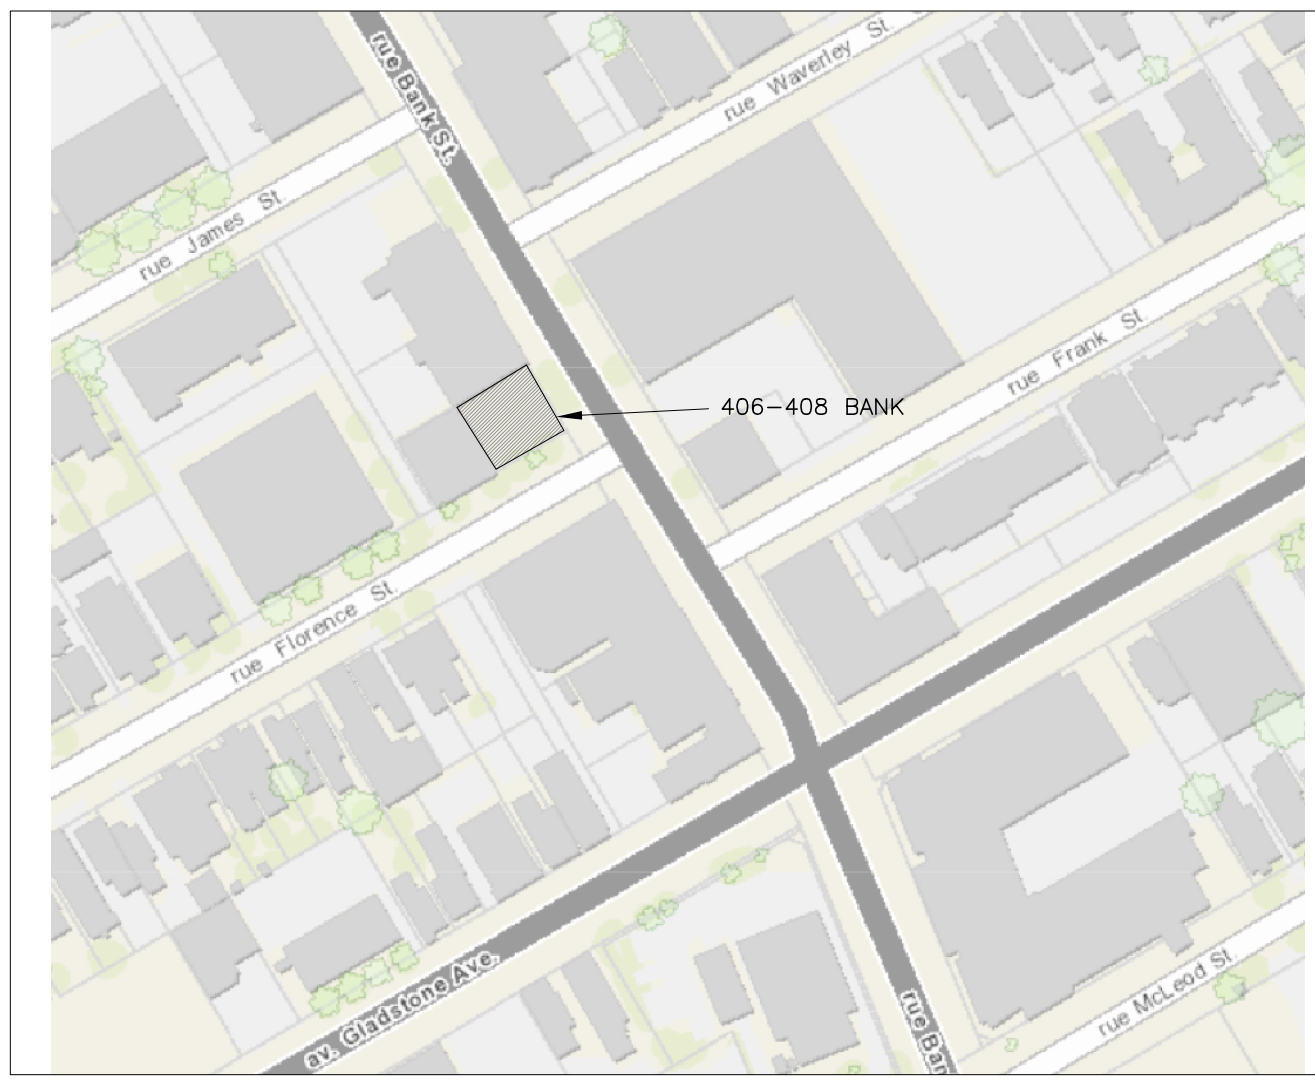 rue Bank St.
rue Waverley St.
rue James St.
rue Frank St.
406-408 BANK
rue Florence St.
av. Gladstone Ave.
rue McLeod St.
rue Ban